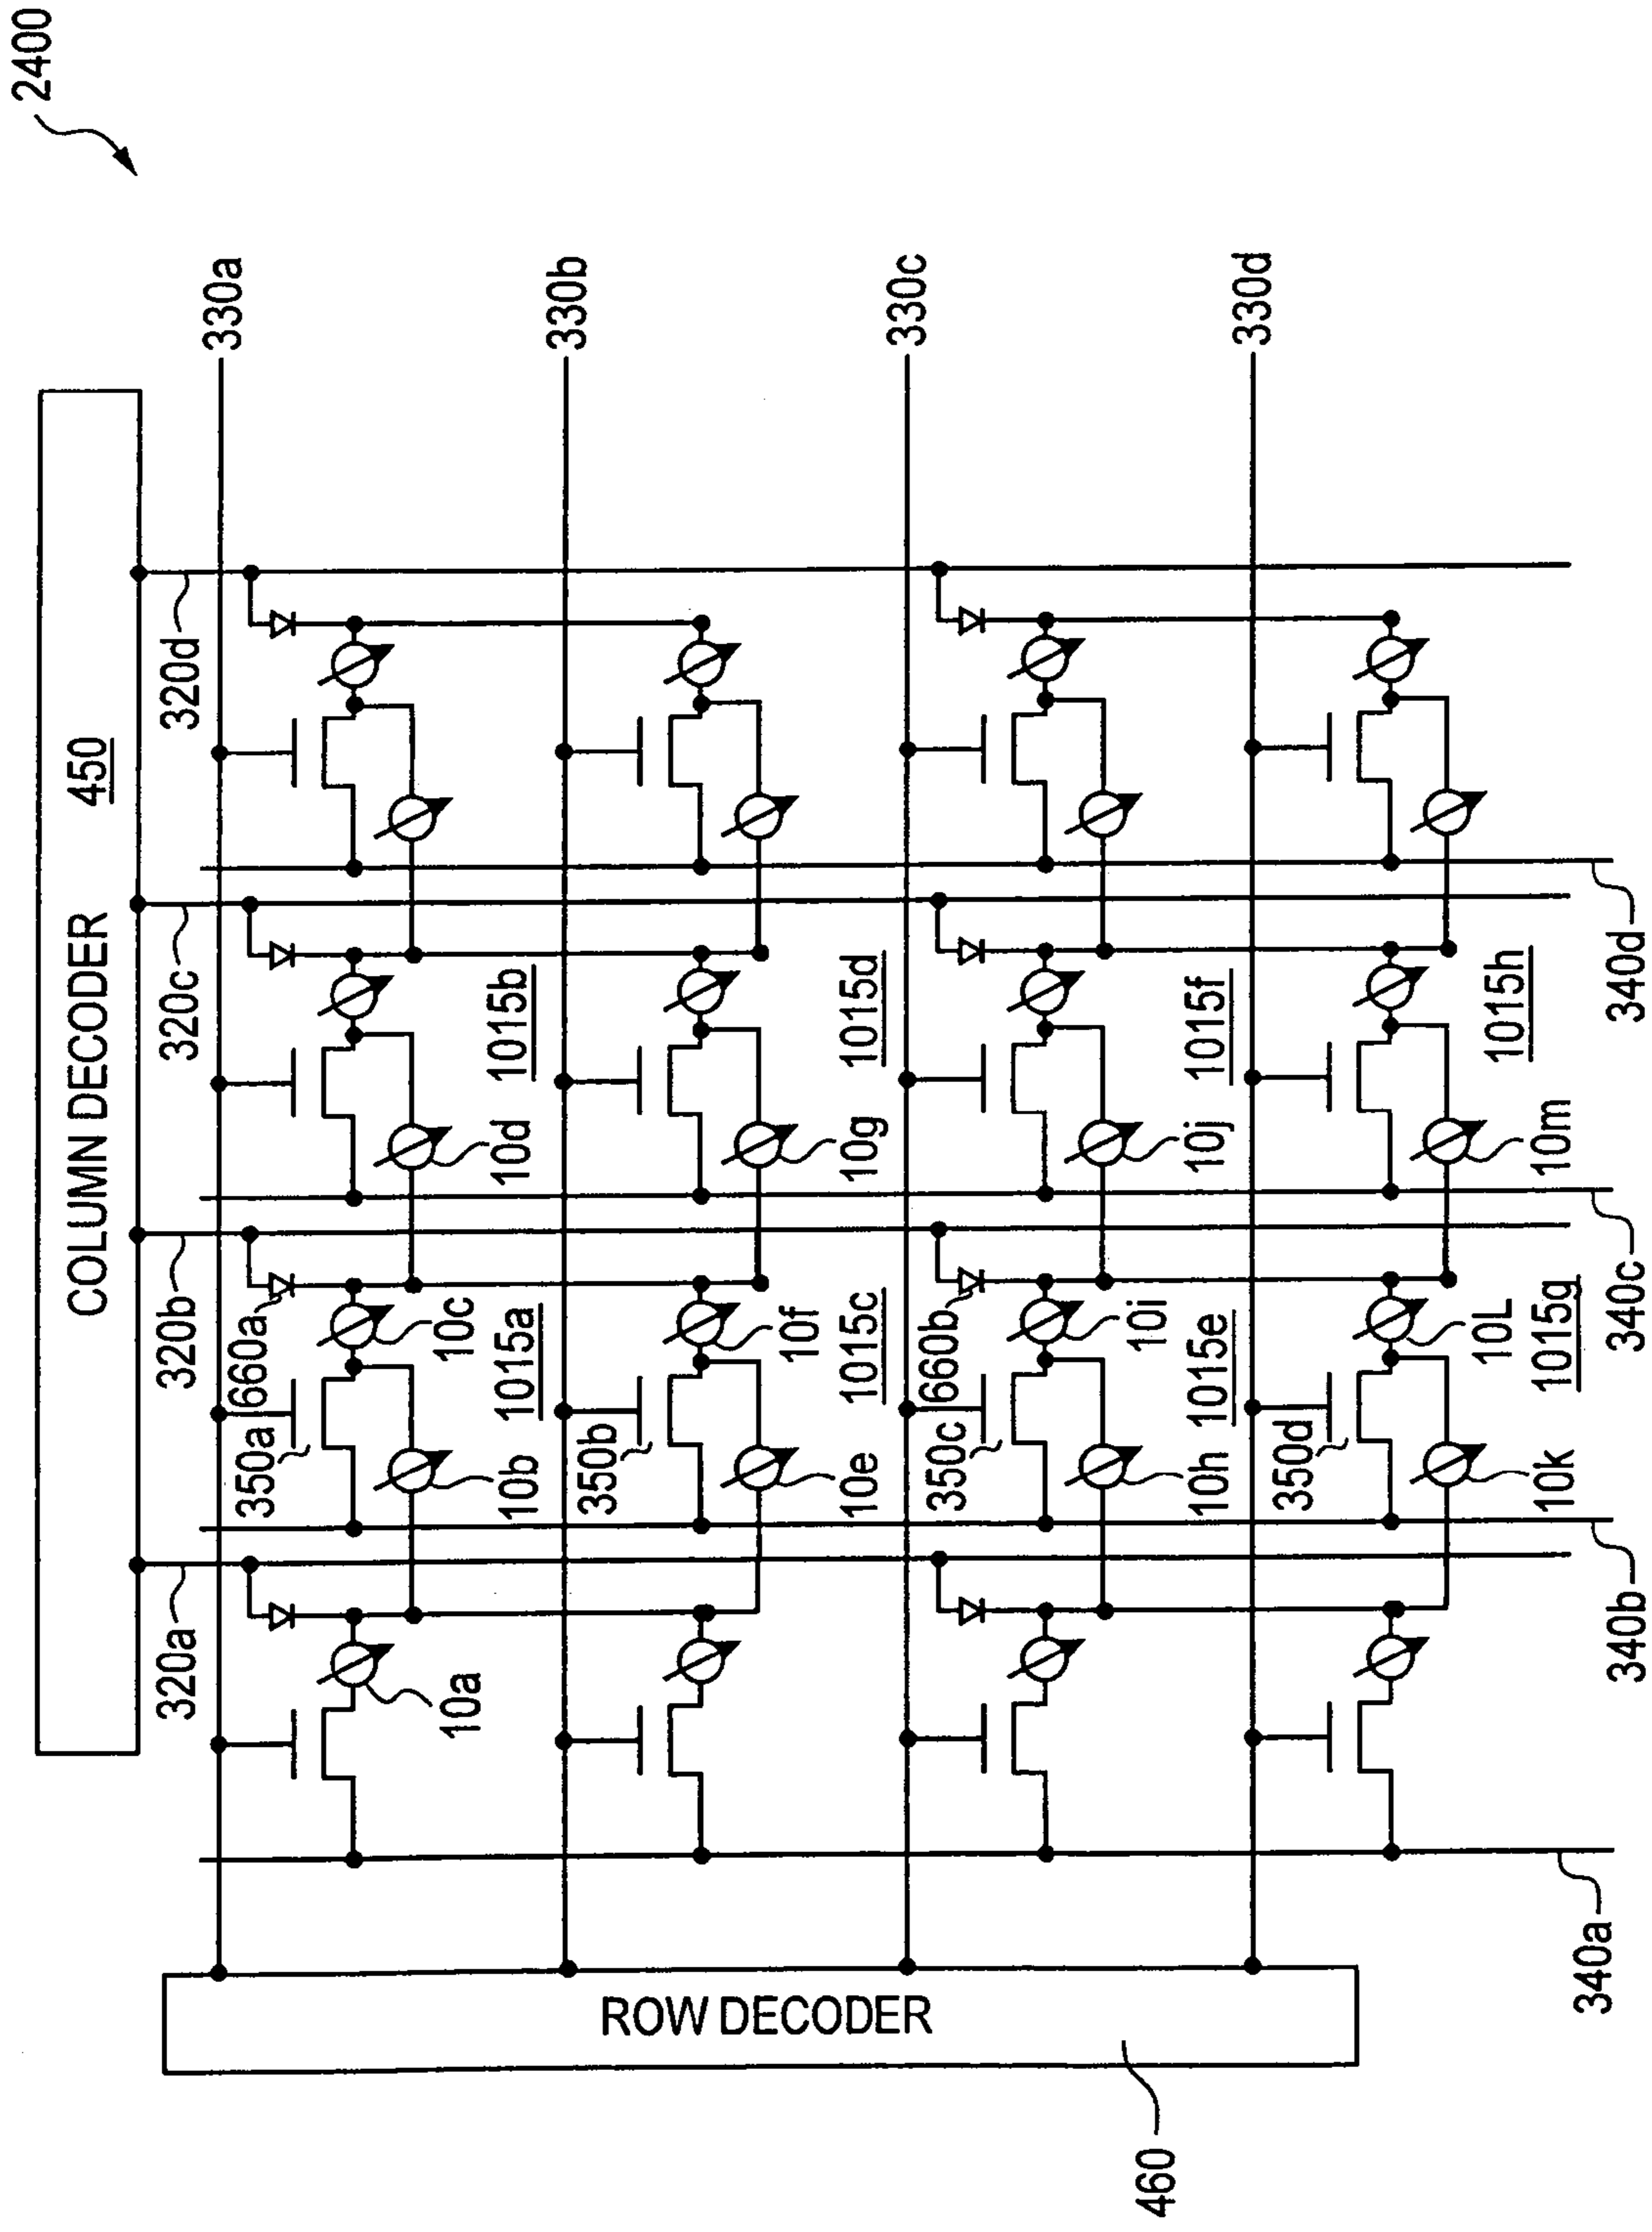 2400
COLUMN DECODER 450
320a
320b
320c
320d
330a
330b
330c
330d
10a
350a
660a
10b
10c
10d
1015a
1015b
350b
10e
10f
10g
1015c
1015d
350c
660b
10h
10i
10j
1015e
1015f
350d
10k
10L
10m
1015g
1015h
340a
340b
340c
340d
ROW DECODER
460